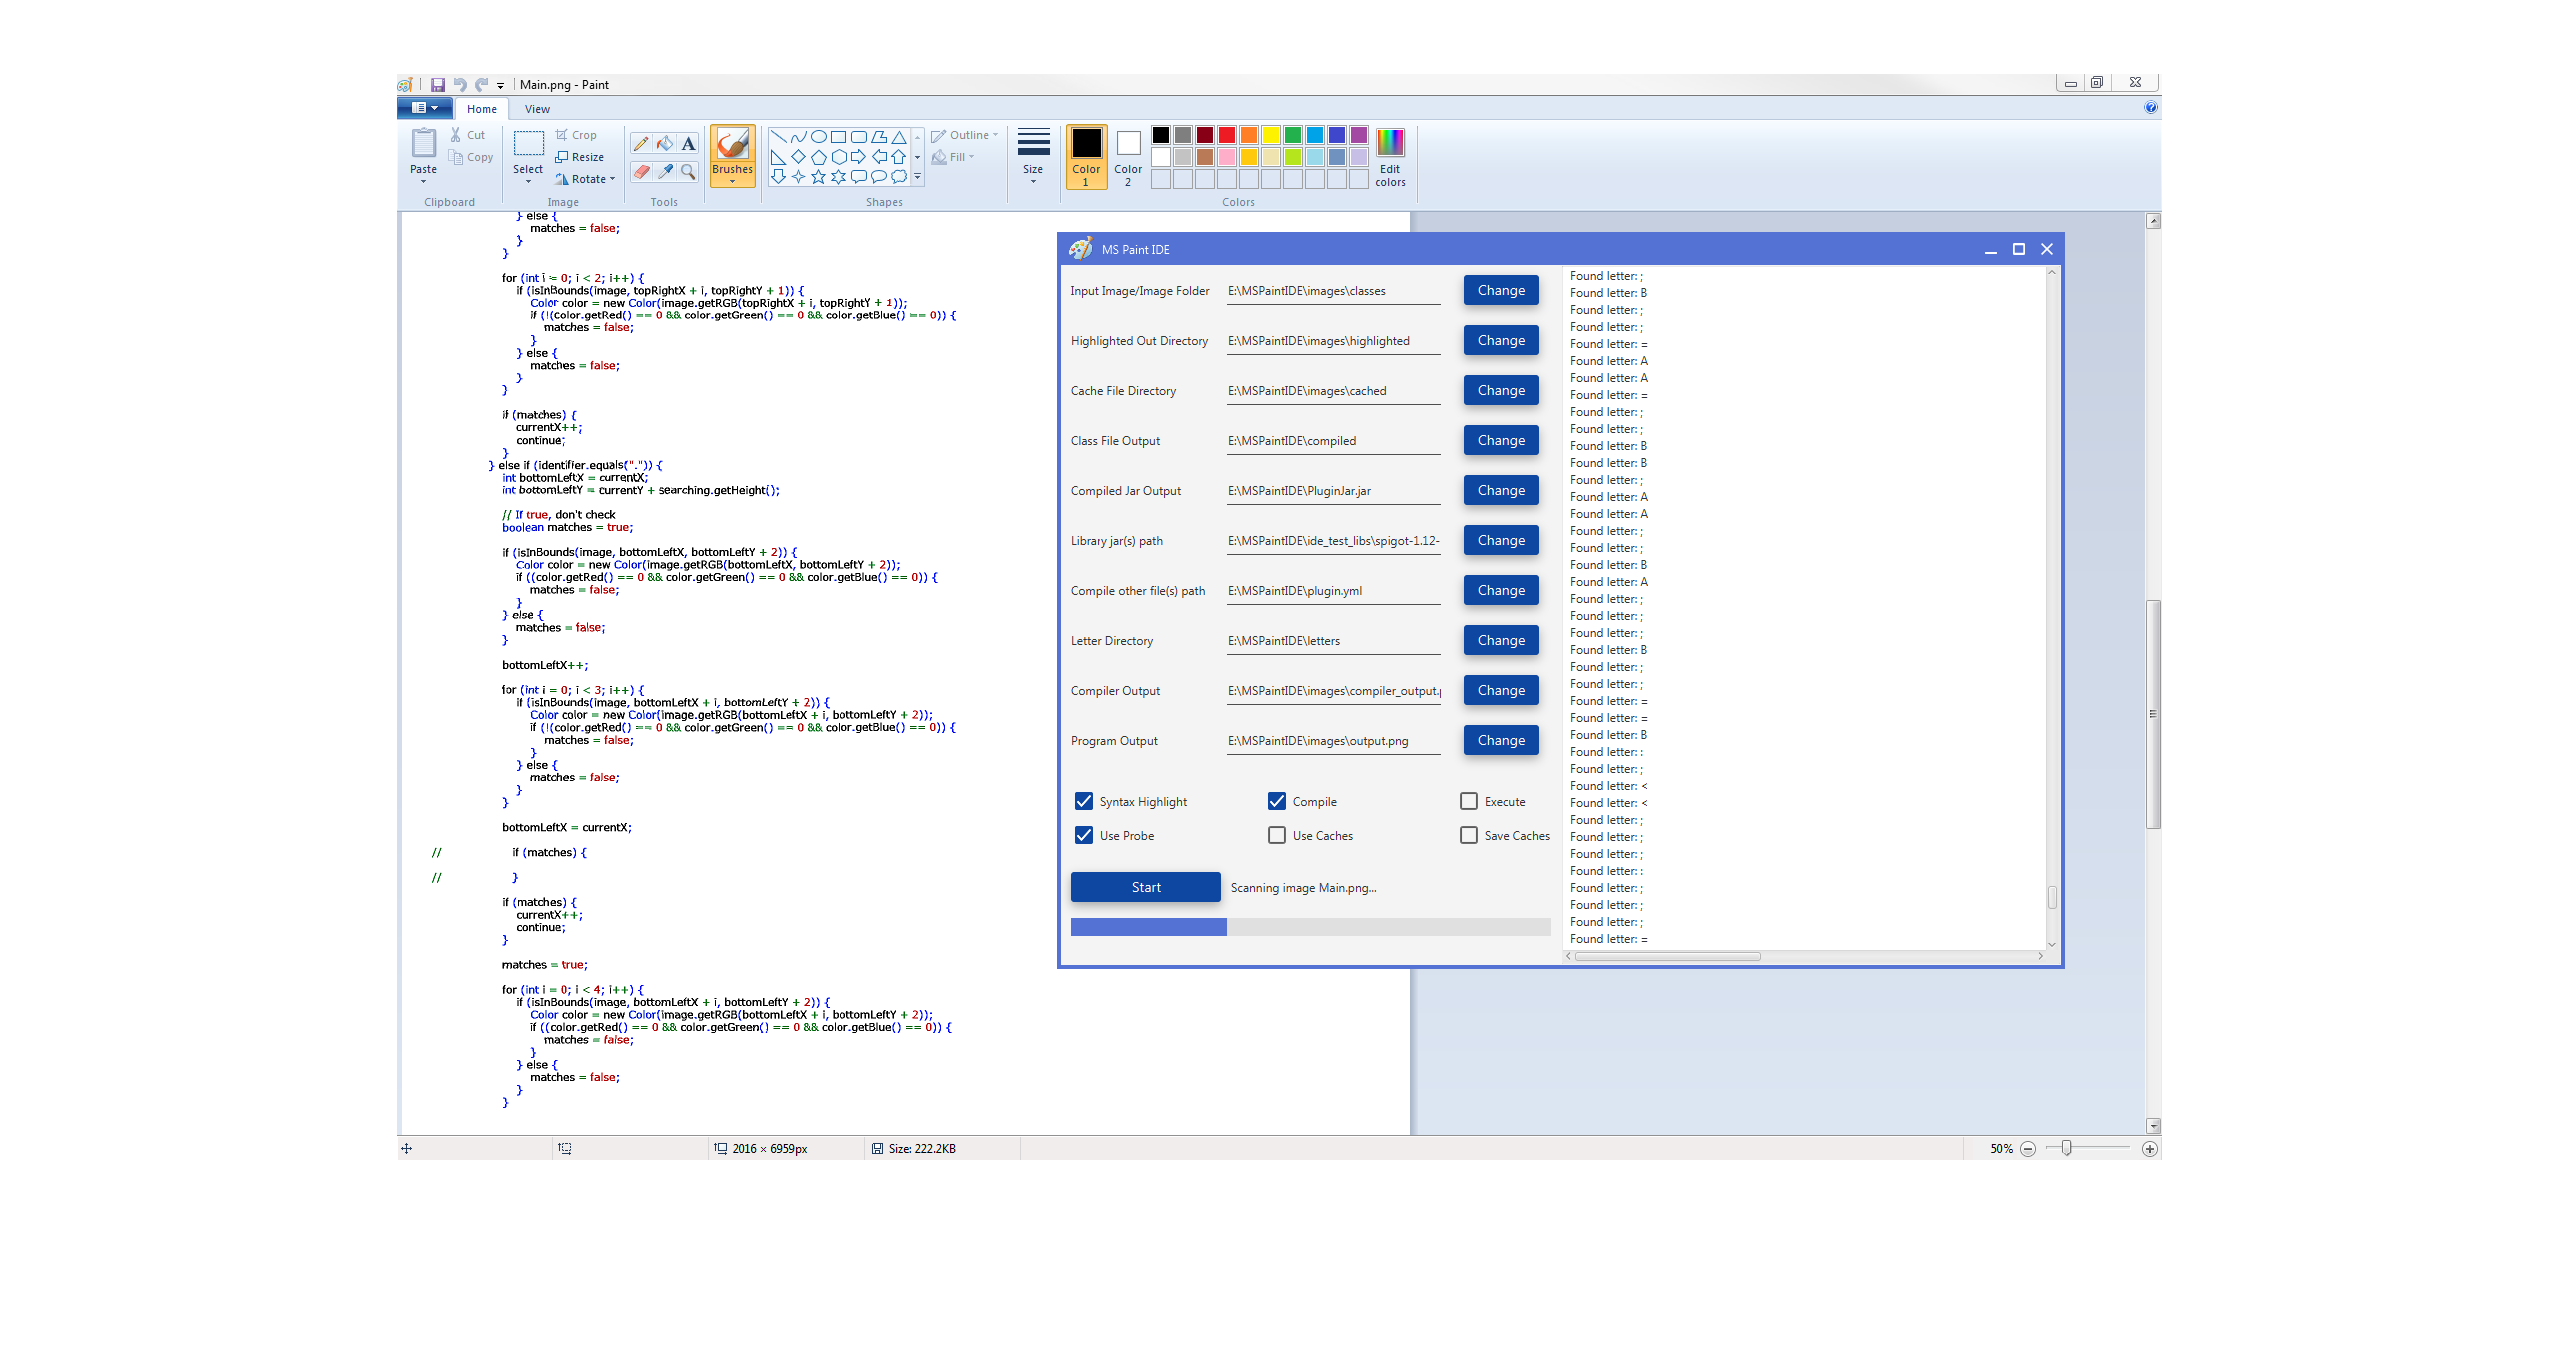 Main.png - Paint
Home View
Paste
Cut
Copy
Clipboard
Select
Crop
Resize
Rotate
Image
A
Tools
Brushes
Outline
Fill
Shapes
Size
Color 1
Color 2
Edit colors
Colors
} else {
matches = false;
}
}
for (int i = 0; i < 2; i++) {
if (isInBounds(image, topRightX + i, topRightY + 1)) {
Color color = new Color(image.getRGB(topRightX + i, topRightY + 1));
if (!(color.getRed() == 0 && color.getGreen() == 0 && color.getBlue() == 0)) {
matches = false;
}
} else {
matches = false;
}
}
if (matches) {
currentX++;
continue;
}
} else if (identifier.equals(".")) {
int bottomLeftX = currentX;
int bottomLeftY = currentY + searching.getHeight();
// If true, don't check
boolean matches = true;
if (isInBounds(image, bottomLeftX, bottomLeftY + 2)) {
Color color = new Color(image.getRGB(bottomLeftX, bottomLeftY + 2));
if ((color.getRed() == 0 && color.getGreen() == 0 && color.getBlue() == 0)) {
matches = false;
}
} else {
matches = false;
}
bottomLeftX++;
for (int i = 0; i < 3; i++) {
if (isInBounds(image, bottomLeftX + i, bottomLeftY + 2)) {
Color color = new Color(image.getRGB(bottomLeftX + i, bottomLeftY + 2));
if (!(color.getRed() == 0 && color.getGreen() == 0 && color.getBlue() == 0)) {
matches = false;
}
} else {
matches = false;
}
}
bottomLeftX = currentX;
// if (matches) {
// }
if (matches) {
currentX++;
continue;
}
matches = true;
for (int i = 0; i < 4; i++) {
if (isInBounds(image, bottomLeftX + i, bottomLeftY + 2)) {
Color color = new Color(image.getRGB(bottomLeftX + i, bottomLeftY + 2));
if ((color.getRed() == 0 && color.getGreen() == 0 && color.getBlue() == 0)) {
matches = false;
}
} else {
matches = false;
}
}
MS Paint IDE
Input Image/Image Folder E:\MSPaintIDE\images\classes Change
Highlighted Out Directory E:\MSPaintIDE\images\highlighted Change
Cache File Directory E:\MSPaintIDE\images\cached Change
Class File Output E:\MSPaintIDE\compiled Change
Compiled Jar Output E:\MSPaintIDE\PluginJar.jar Change
Library jar(s) path E:\MSPaintIDE\ide_test_libs\spigot-1.12- Change
Compile other file(s) path E:\MSPaintIDE\plugin.yml Change
Letter Directory E:\MSPaintIDE\letters Change
Compiler Output E:\MSPaintIDE\images\compiler_output. Change
Program Output E:\MSPaintIDE\images\output.png Change
Syntax Highlight Compile Execute
Use Probe Use Caches Save Caches
Start Scanning image Main.png...
Found letter: ;
Found letter: B
Found letter: ;
Found letter: ;
Found letter: =
Found letter: A
Found letter: A
Found letter: =
Found letter: ;
Found letter: ;
Found letter: B
Found letter: B
Found letter: ;
Found letter: A
Found letter: A
Found letter: ;
Found letter: ;
Found letter: B
Found letter: A
Found letter: ;
Found letter: ;
Found letter: ;
Found letter: B
Found letter: ;
Found letter: ;
Found letter: =
Found letter: =
Found letter: B
Found letter: :
Found letter: ;
Found letter: <
Found letter: <
Found letter: ;
Found letter: ;
Found letter: ;
Found letter: :
Found letter: ;
Found letter: ;
Found letter: ;
Found letter: =
2016 × 6959px
Size: 222.2KB
50%